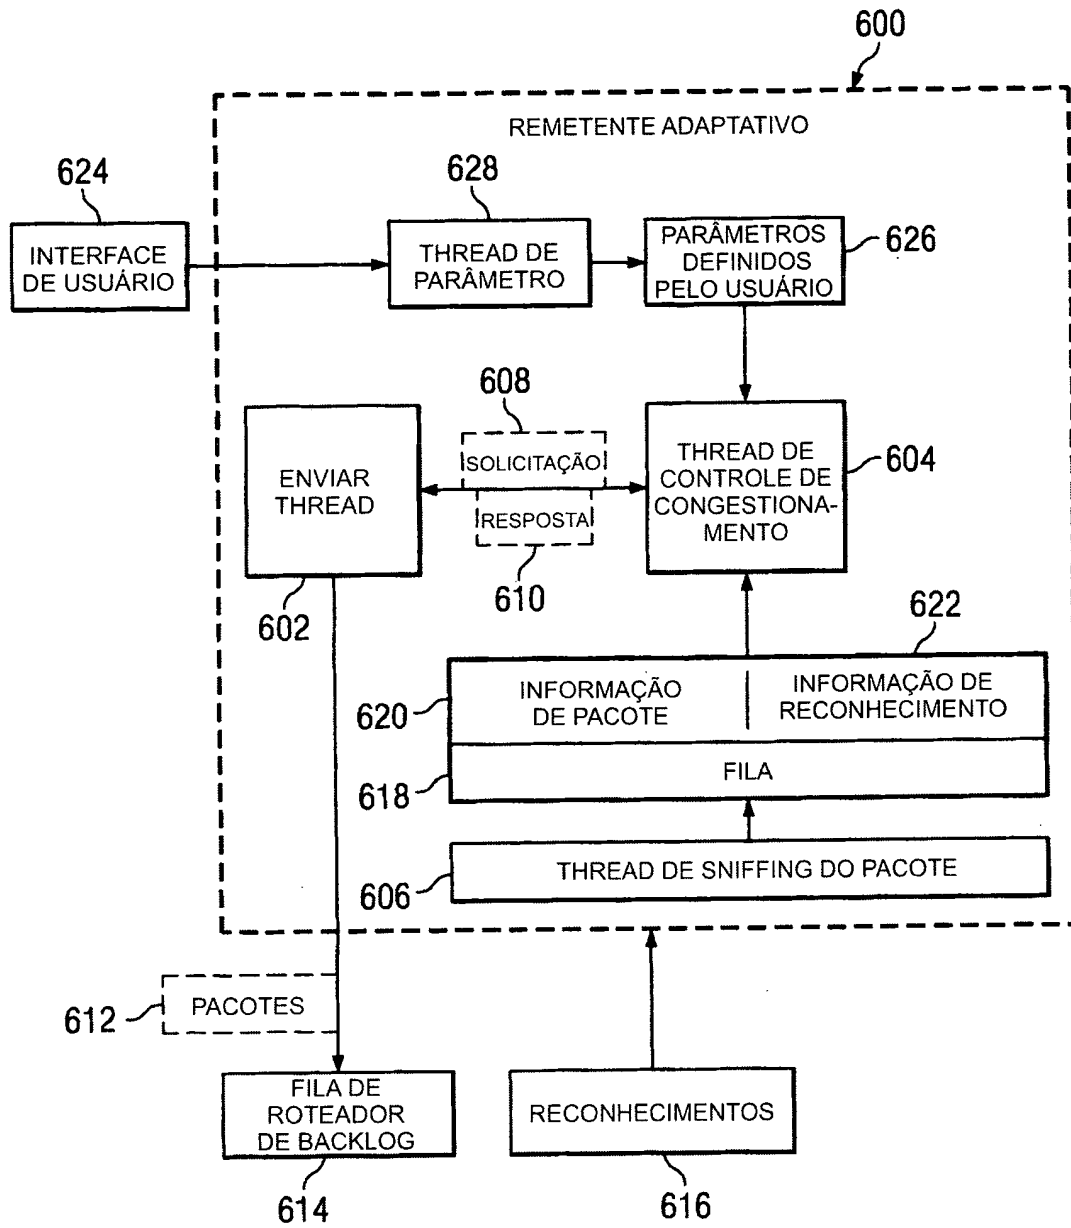 600
REMETENTE ADAPTATIVO
624
INTERFACE
DE USUÁRIO
628
THREAD DE
PARÂMETRO
PARÂMETROS
DEFINIDOS
PELO USUÁRIO
626
ENVIAR
THREAD
602
608
SOLICITAÇÃO
RESPOSTA
610
THREAD DE
CONTROLE DE
CONGESTIONA-
MENTO
604
622
620
INFORMAÇÃO
DE PACOTE
INFORMAÇÃO DE
RECONHECIMENTO
618
FILA
606
THREAD DE SNIFFING DO PACOTE
612
PACOTES
FILA DE
ROTEADOR
DE BACKLOG
614
RECONHECIMENTOS
616